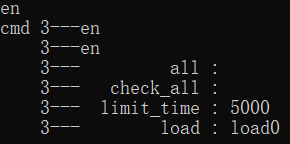 en
cmd 3---en
3---en
3--- all :
3--- check_all :
3--- limit_time : 5000
3--- load : load0